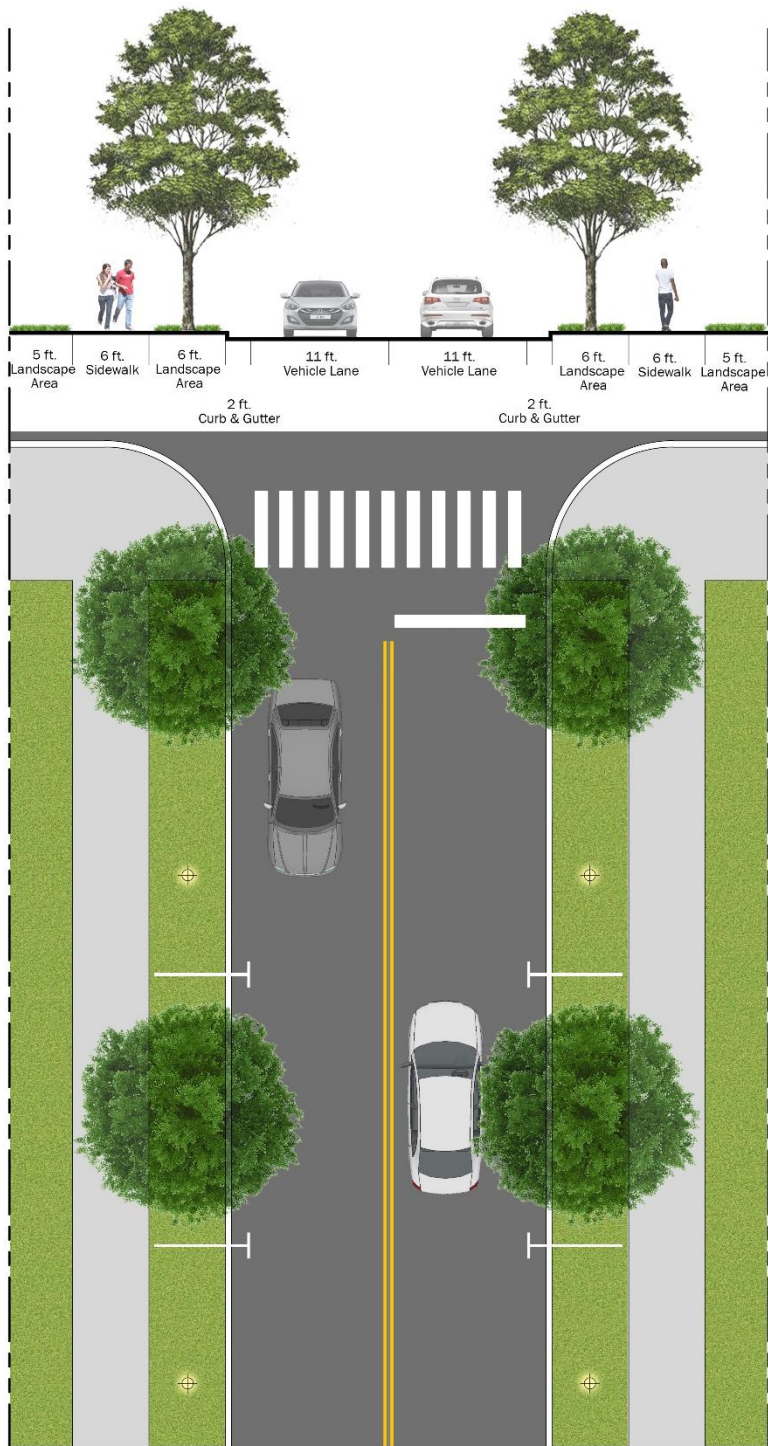 5 ft.
Landscape
Area
6 ft.
Sidewalk
6 ft.
Landscape
Area
11 ft.
Vehicle Lane
11 ft.
Vehicle Lane
6 ft.
Landscape
Area
6 ft.
Sidewalk
5 ft.
Landscape
Area
2 ft.
Curb & Gutter
2 ft.
Curb & Gutter